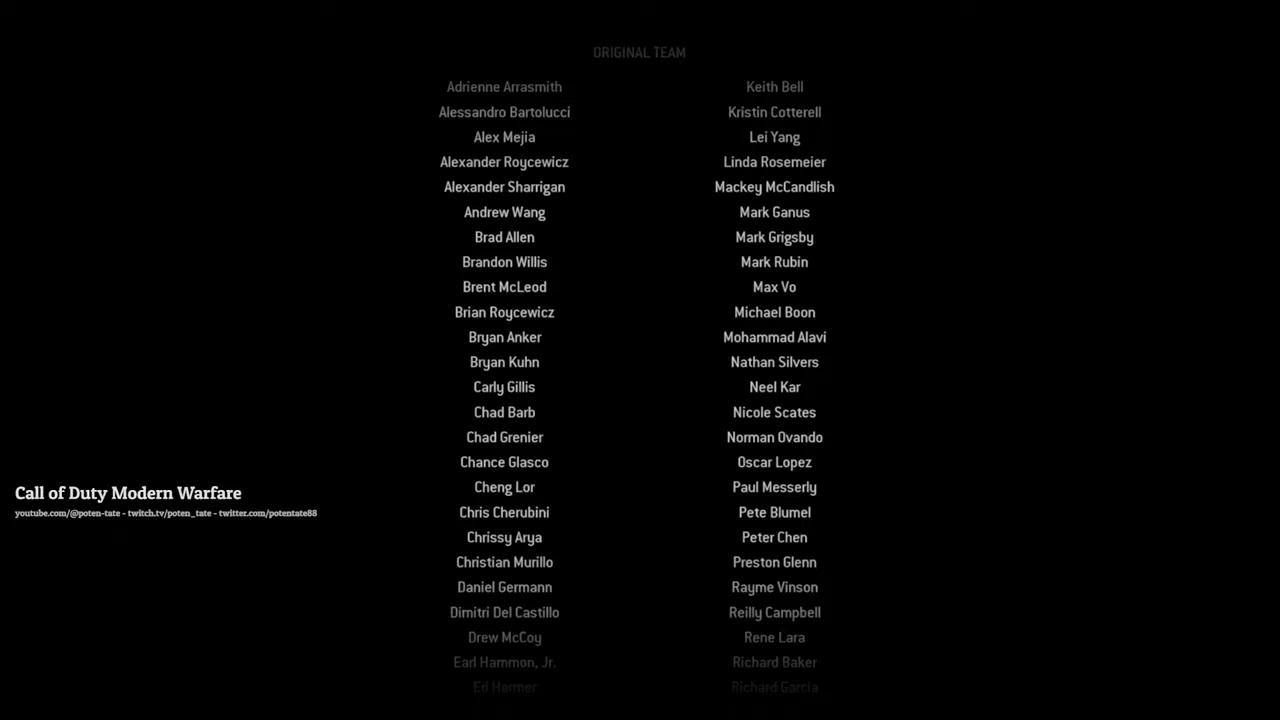 ORIGINAL TEAM
Adrienne Arrasmith
Alessandro Bartolucci
Alex Mejia
Alexander Roycewicz
Alexander Sharrigan
Andrew Wang
Brad Allen
Brandon Willis
Brent McLeod
Brian Roycewicz
Bryan Anker
Bryan Kuhn
Carly Gillis
Chad Barb
Chad Grenier
Chance Glasco
Cheng Lor
Chris Cherubini
Chrissy Arya
Christian Murillo
Daniel Germann
Dimitri Del Castillo
Drew McCoy
Earl Hammon, Jr.
Ed Harmer
Keith Bell
Kristin Cotterell
Lei Yang
Linda Rosemeier
Mackey McCandlish
Mark Ganus
Mark Grigsby
Mark Rubin
Max Vo
Michael Boon
Mohammad Alavi
Nathan Silvers
Neel Kar
Nicole Scates
Norman Ovando
Oscar Lopez
Paul Messerly
Pete Blumel
Peter Chen
Preston Glenn
Rayme Vinson
Reilly Campbell
Rene Lara
Richard Baker
Richard Garcia
Call of Duty Modern Warfare
youtube.com/@poten-tate - twitch.tv/poten_tate - twitter.com/potentate88